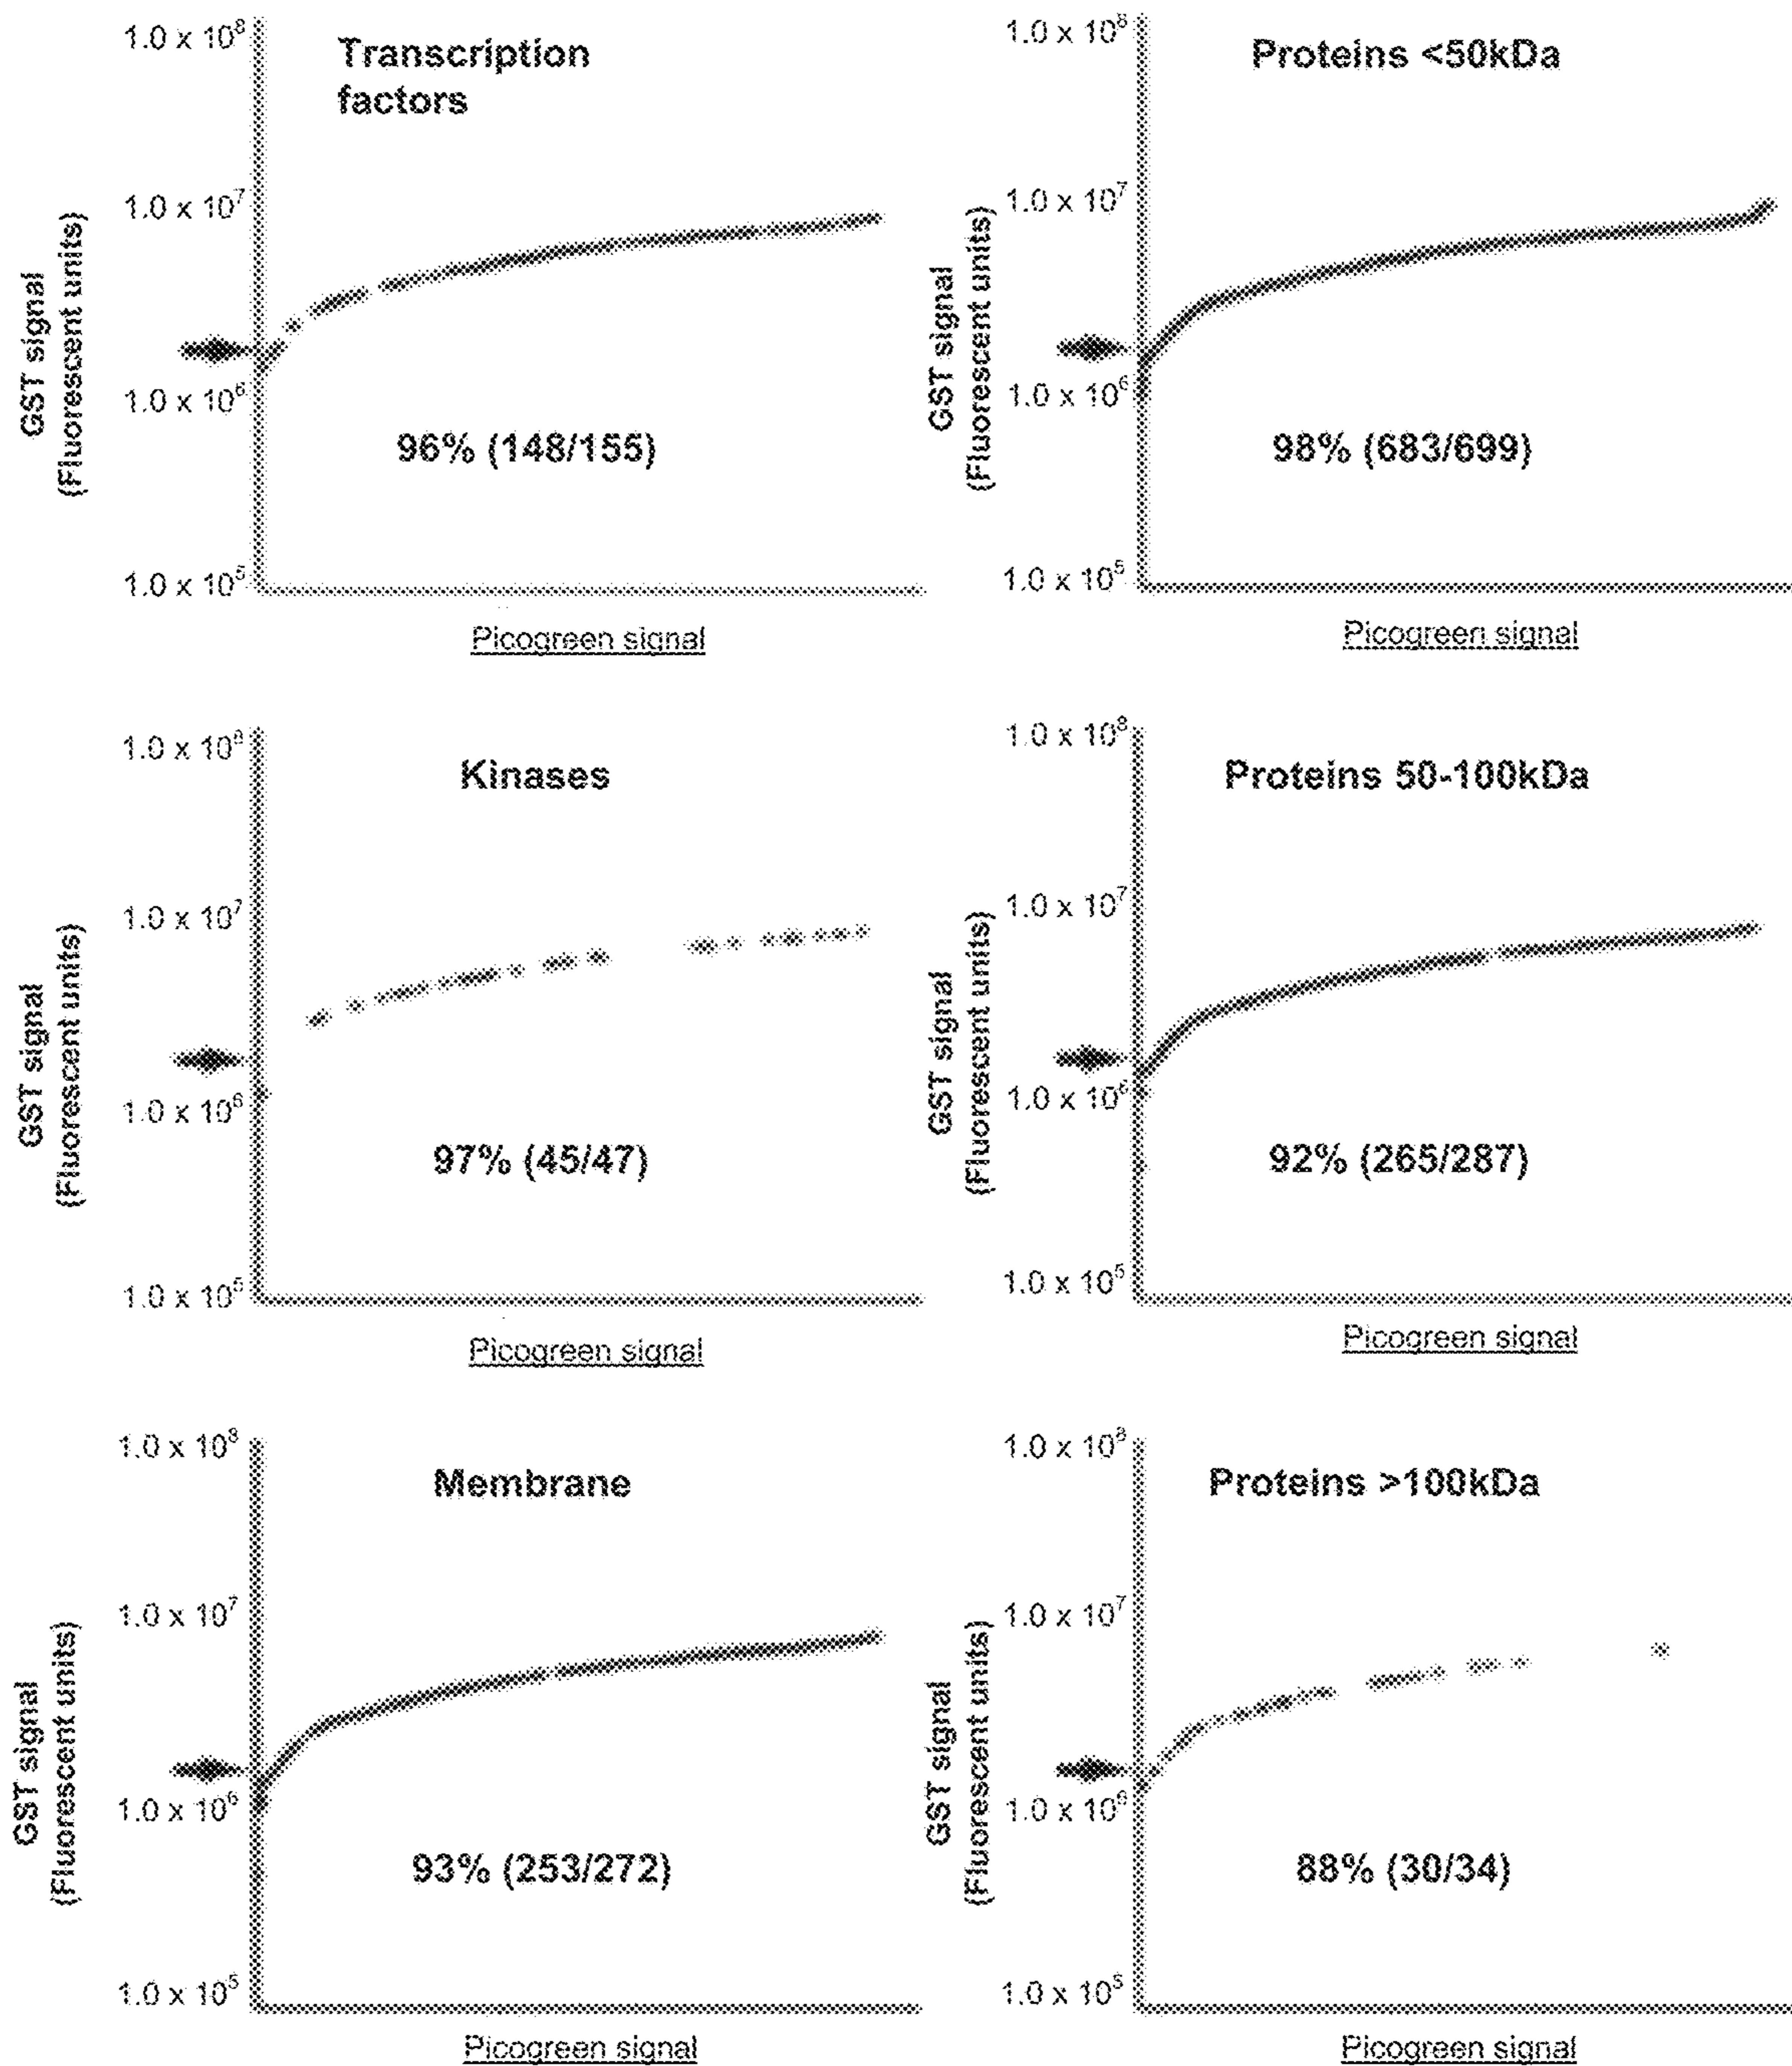 Transcription
factors
1.0 x 10⁸
1.0 x 10⁷
1.0 x 10⁶
1.0 x 10⁵
GST signal
(Fluorescent units)
96% (148/155)
Picogreen signal
Proteins <50kDa
1.0 x 10⁸
1.0 x 10⁷
1.0 x 10⁶
1.0 x 10⁵
GST signal
(Fluorescent units)
98% (683/699)
Picogreen signal
Kinases
1.0 x 10⁸
1.0 x 10⁷
1.0 x 10⁶
1.0 x 10⁵
GST signal
(Fluorescent units)
97% (45/47)
Picogreen signal
Proteins 50-100kDa
1.0 x 10⁸
1.0 x 10⁷
1.0 x 10⁶
1.0 x 10⁵
GST signal
(Fluorescent units)
92% (265/287)
Picogreen signal
Membrane
1.0 x 10⁸
1.0 x 10⁷
1.0 x 10⁶
1.0 x 10⁵
GST signal
(Fluorescent units)
93% (253/272)
Picogreen signal
Proteins >100kDa
1.0 x 10⁸
1.0 x 10⁷
1.0 x 10⁶
1.0 x 10⁵
GST signal
(Fluorescent units)
88% (30/34)
Picogreen signal